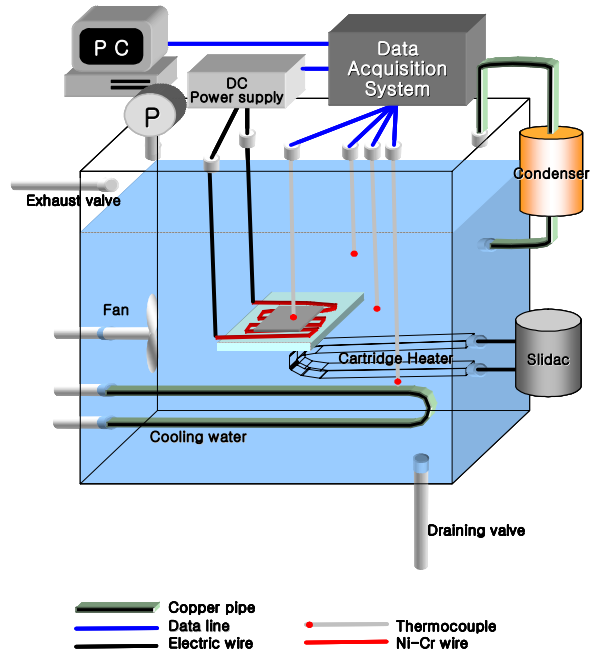 P C
Data
Acquisition
System
DC
Power supply
P
Condenser
Exhaust valve
Fan
Cartridge Heater
Slidac
Cooling water
Draining valve
Copper pipe
Data line
Electric wire
Thermocouple
Ni-Cr wire